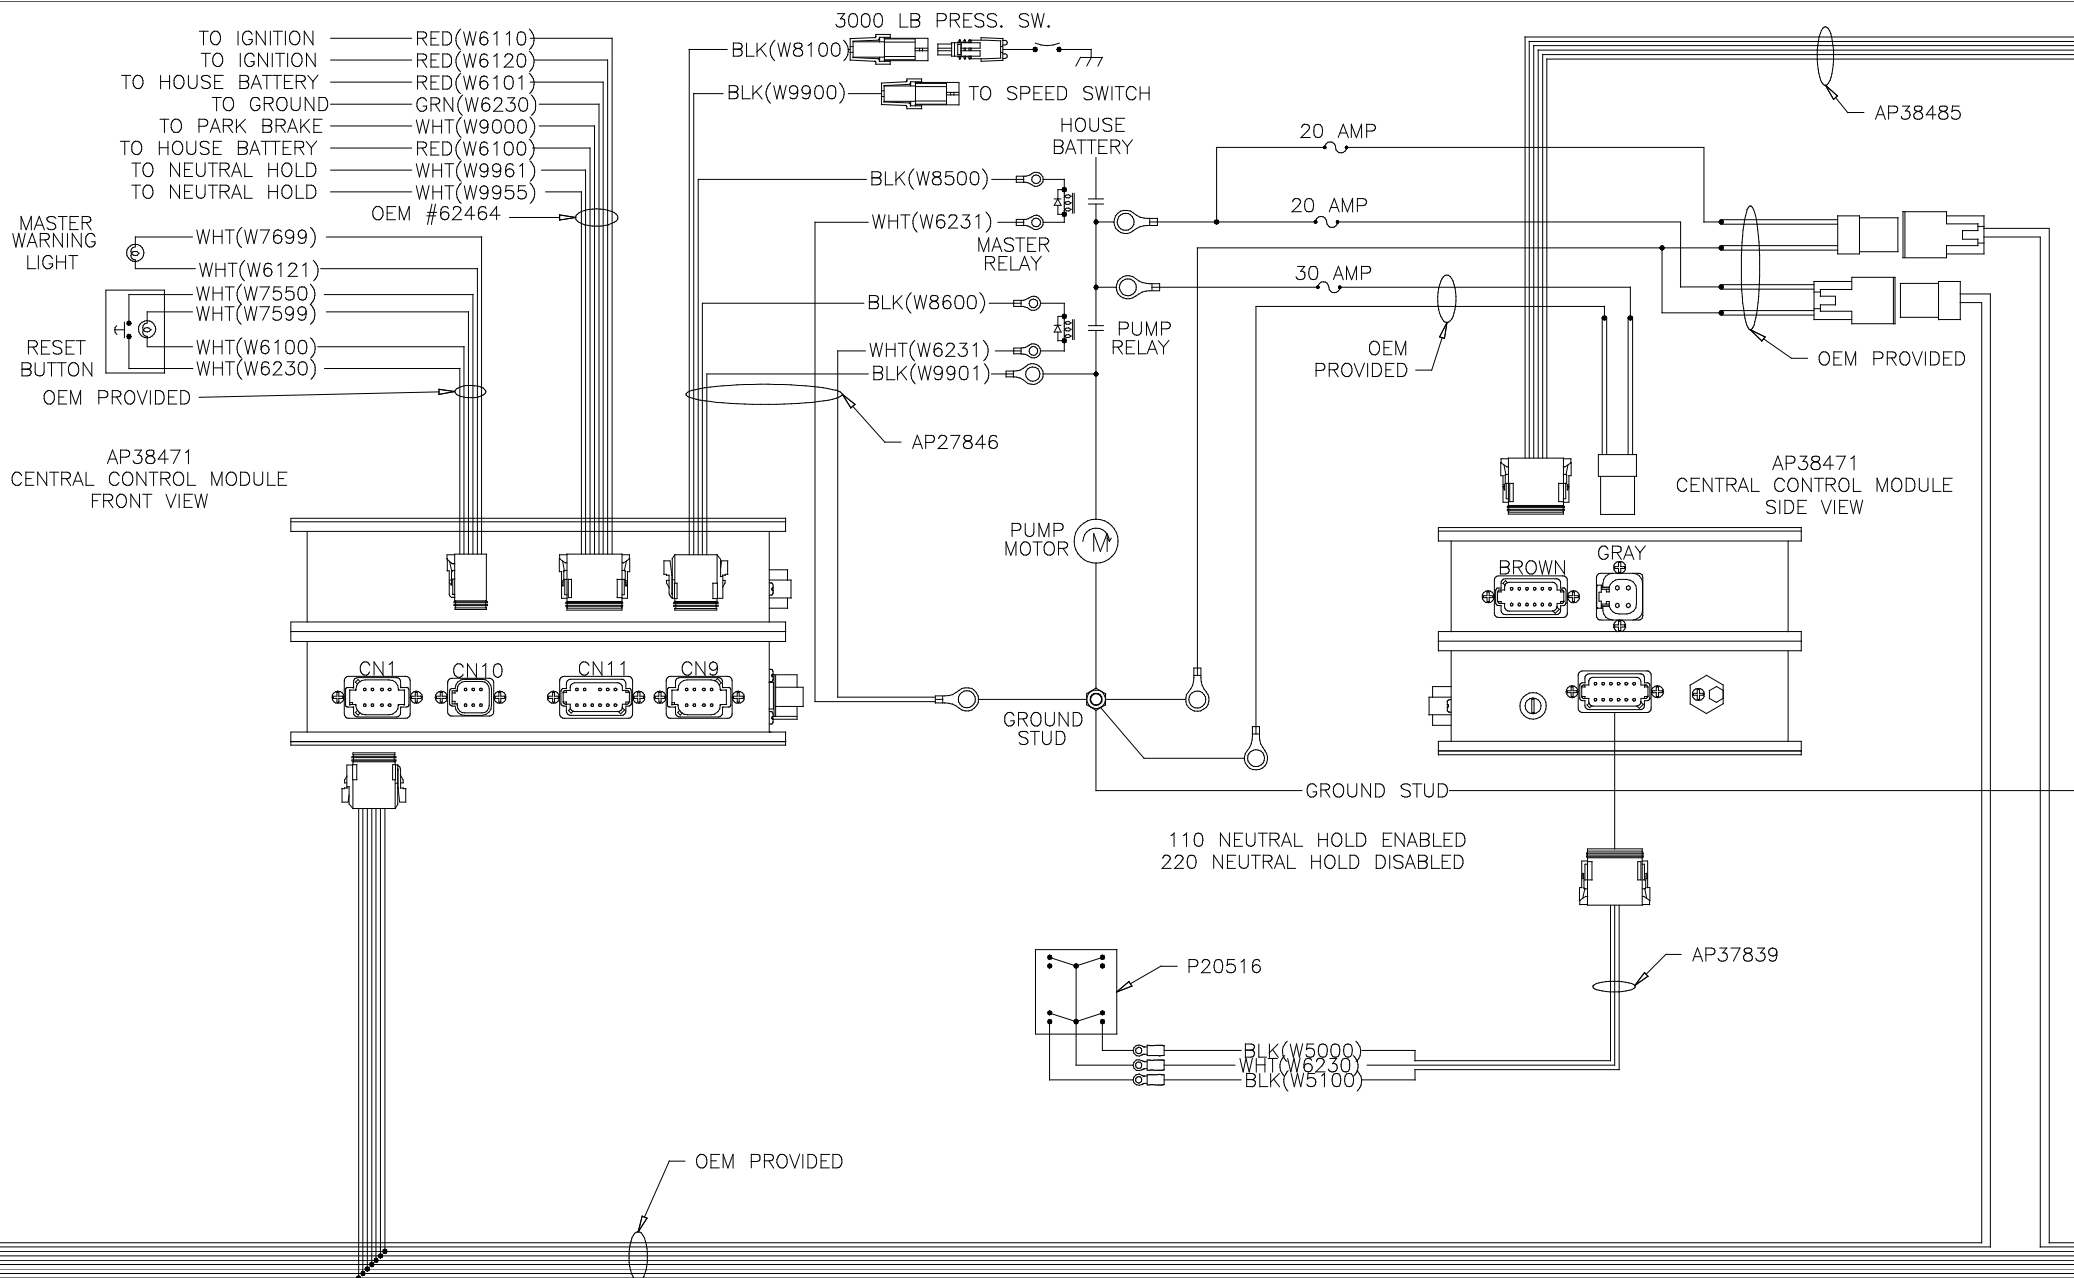 3000 LB PRESS. SW.
TO IGNITION RED(W6110)
TO IGNITION RED(W6120)
TO HOUSE BATTERY RED(W6101)
TO GROUND GRN(W6230)
TO PARK BRAKE WHT(W9000)
TO HOUSE BATTERY RED(W6100)
TO NEUTRAL HOLD WHT(W9961)
TO NEUTRAL HOLD WHT(W9955)
OEM #62464
BLK(W8100)
BLK(W9900) TO SPEED SWITCH
MASTER
WARNING
LIGHT
WHT(W7699)
WHT(W6121)
WHT(W7550)
WHT(W7599)
RESET
BUTTON
WHT(W6100)
WHT(W6230)
OEM PROVIDED
HOUSE
BATTERY
BLK(W8500)
WHT(W6231)
MASTER
RELAY
BLK(W8600)
PUMP
RELAY
WHT(W6231)
BLK(W9901)
AP27846
20 AMP
20 AMP
30 AMP
AP38485
OEM
PROVIDED
OEM PROVIDED
AP38471
CENTRAL CONTROL MODULE
FRONT VIEW
AP38471
CENTRAL CONTROL MODULE
SIDE VIEW
PUMP
MOTOR
M
GRAY
BROWN
CN1 CN10 CN11 CN9
GROUND
STUD
GROUND STUD
110 NEUTRAL HOLD ENABLED
220 NEUTRAL HOLD DISABLED
P20516
AP37839
BLK(W5000)
WHT(W6230)
BLK(W5100)
OEM PROVIDED